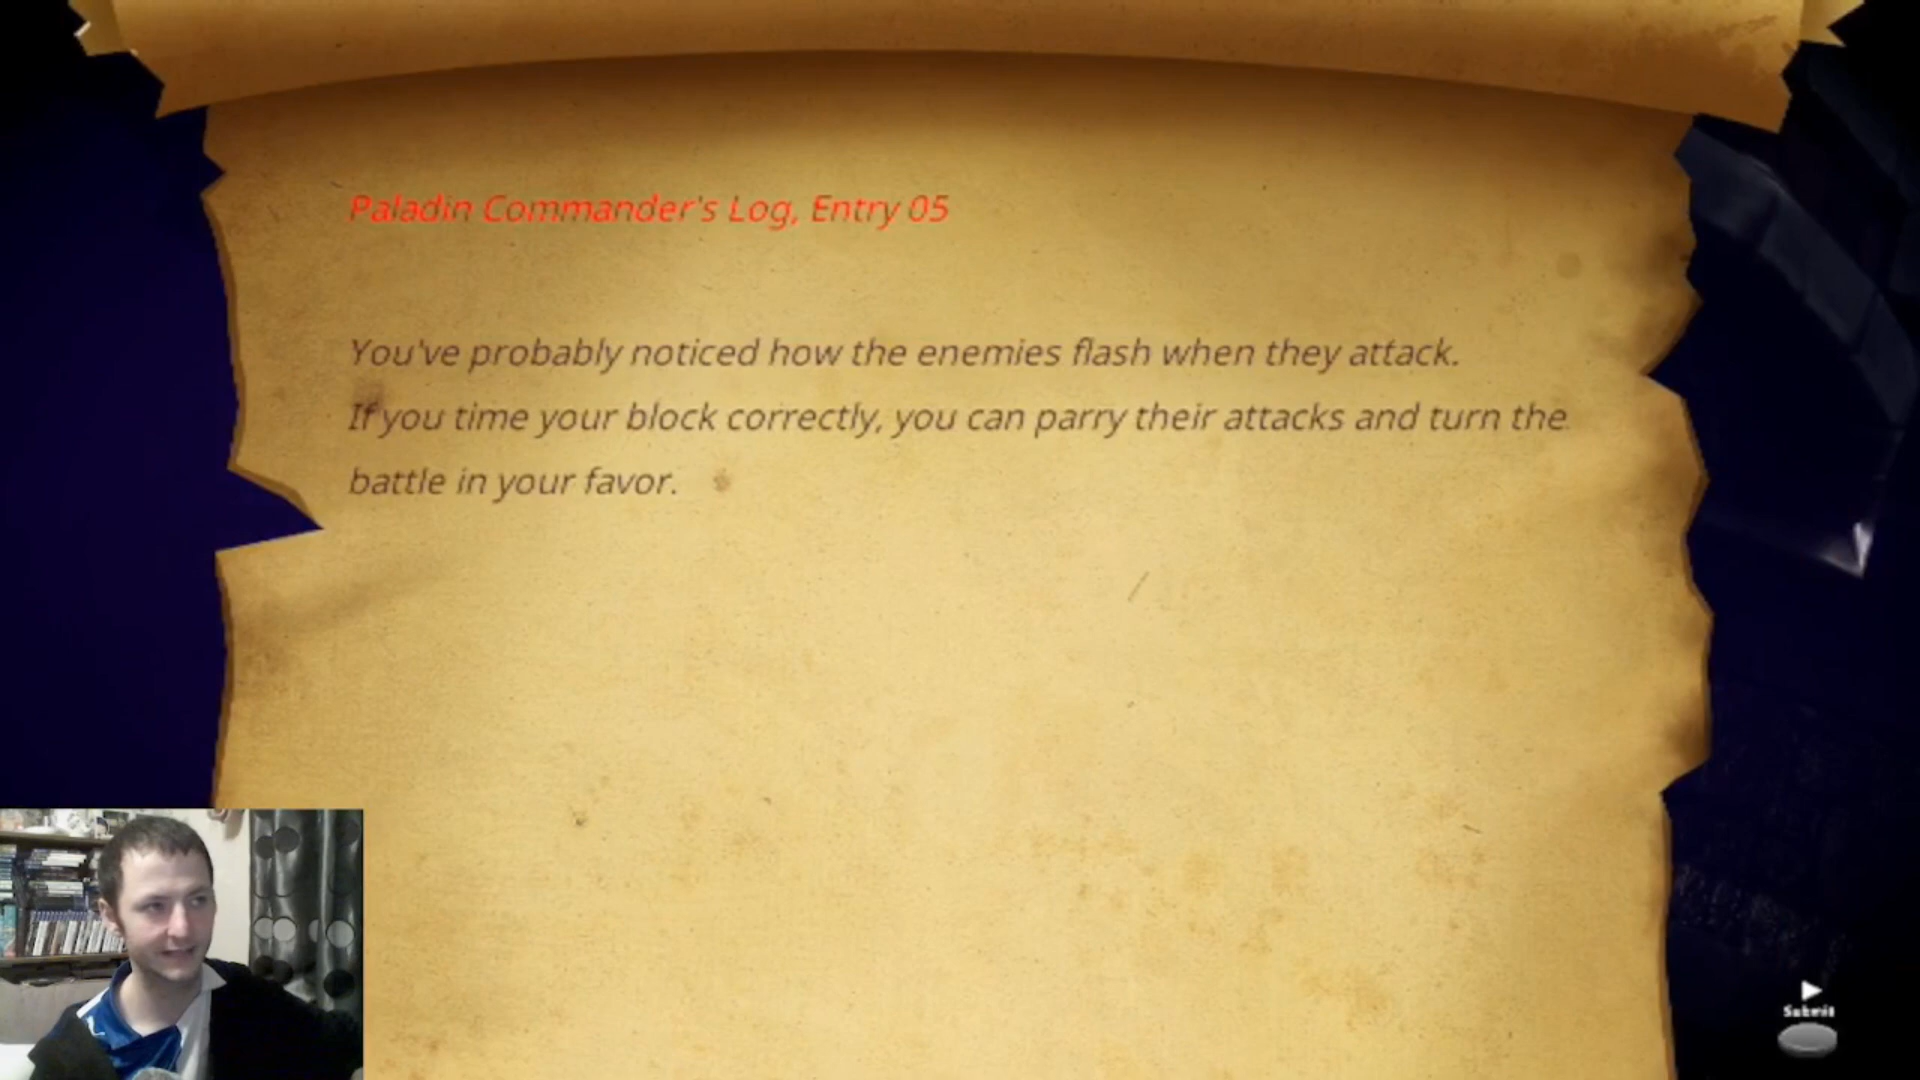 Paladin Commander's Log, Entry 05
You've probably noticed how the enemies flash when they attack.
If you time your block correctly, you can parry their attacks and turn the
battle in your favor.
Submit